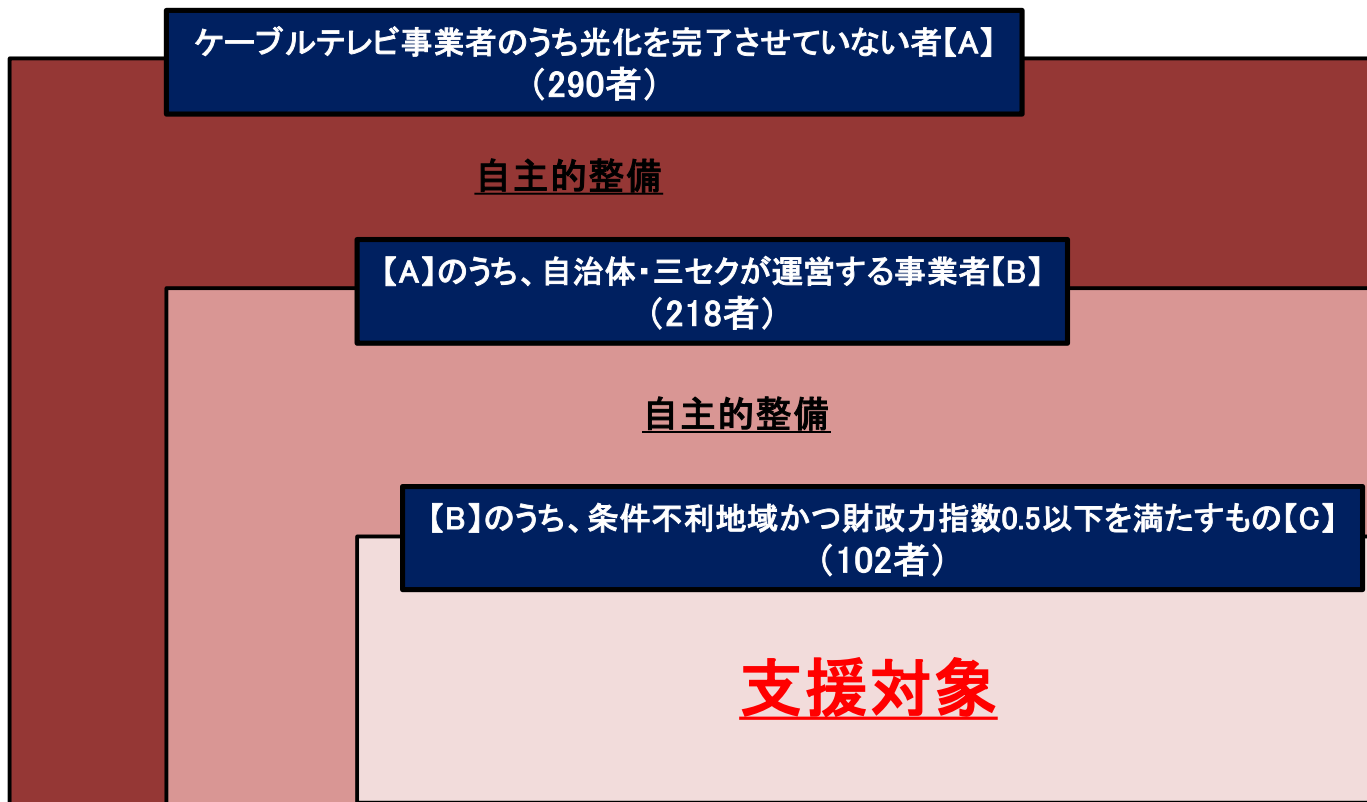 ケーブルテレビ事業者のうち光化を完了させていない者【A】
（290者）
自主的整備
【A】のうち、自治体・三セクが運営する事業者【B】
（218者）
自主的整備
【B】のうち、条件不利地域かつ財政力指数0.5以下を満たすもの【C】
（102者）
支援対象